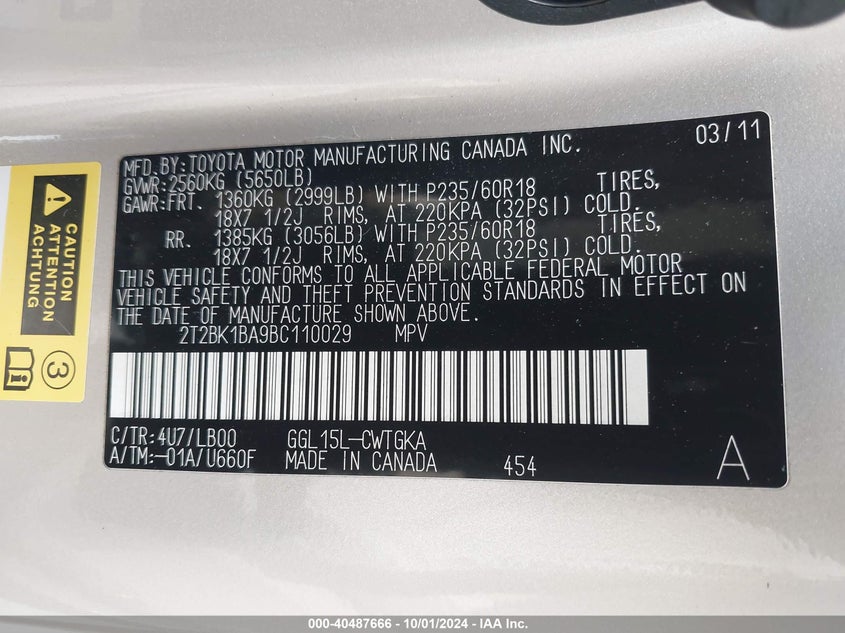 MFD.BY:TOYOTA MOTOR MANUFACTURING CANADA INC. 03/11
GVWR:2560KG (5650LB)
GAWR:FRT. 1360KG (2999LB) WITH P235/60R18 TIRES,
18X7 1/2J RIMS, AT 220KPA (32PSI) COLD.
RR. 1385KG (3056LB) WITH P235/60R18 TIRES,
18X7 1/2J RIMS, AT 220KPA (32PSI) COLD.
THIS VEHICLE CONFORMS TO ALL APPLICABLE FEDERAL MOTOR
VEHICLE SAFETY AND THEFT PREVENTION STANDARDS IN EFFECT ON
THE DATE OF MANUFACTURE SHOWN ABOVE.
2T2BK1BA9BC110029 MPV
C/TR:4U7/LB00 GGL15L-CWTGKA
A/TM:-01A/U660F MADE IN CANADA 454 A
CAUTION
ATTENTION
ACHTUNG
3
000-40487666 - 10/01/2024 - IAA Inc.